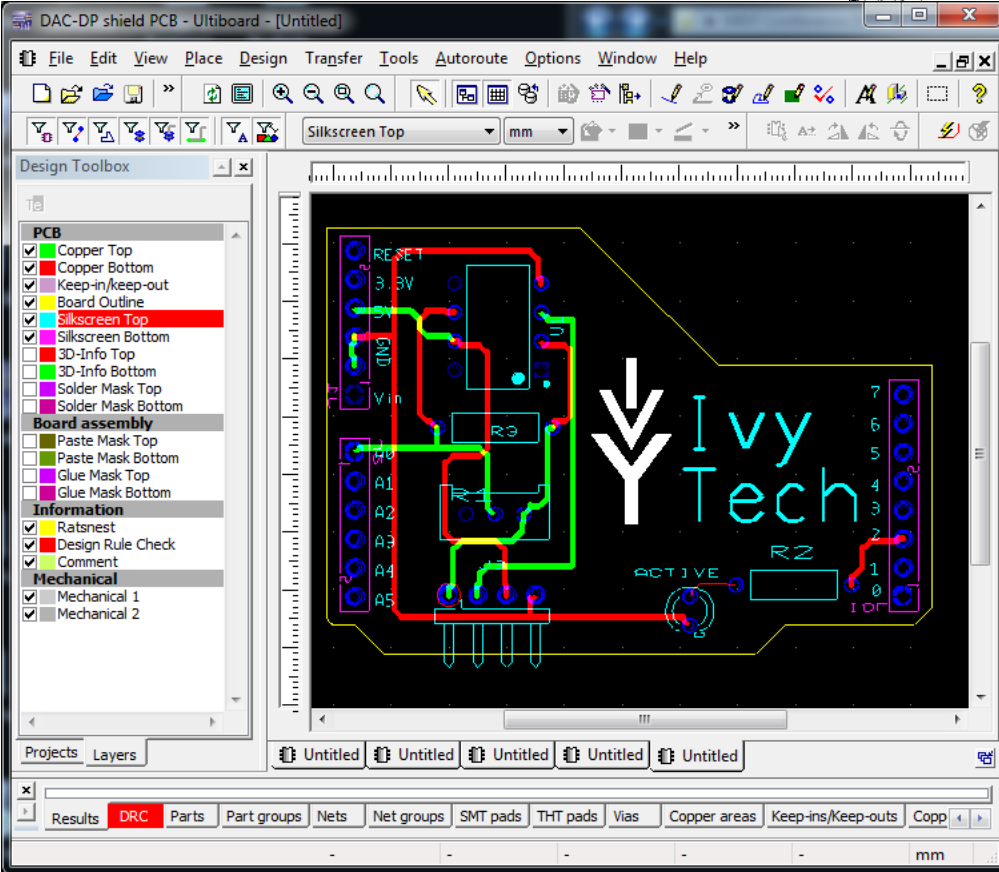 DAC-DP shield PCB - Ultiboard - [Untitled]
File Edit View Place Design Transfer Tools Autoroute Options Window Help
Silkscreen Top mm
Design Toolbox
PCB
Copper Top
Copper Bottom
Keep-in/keep-out
Board Outline
Silkscreen Top
Silkscreen Bottom
3D-Info Top
3D-Info Bottom
Solder Mask Top
Solder Mask Bottom
Board assembly
Paste Mask Top
Paste Mask Bottom
Glue Mask Top
Glue Mask Bottom
Information
Ratsnest
Design Rule Check
Comment
Mechanical
Mechanical 1
Mechanical 2
Projects Layers
RESET
3.3V
5V
GND
Vin
A0
A1
A2
A3
A4
A5
R3
Ivy
Tech
ACTIVE
R2
7
6
5
4
3
2
1
0
Untitled Untitled Untitled Untitled Untitled
Results DRC Parts Part groups Nets Net groups SMT pads THT pads Vias Copper areas Keep-ins/Keep-outs Copp
mm